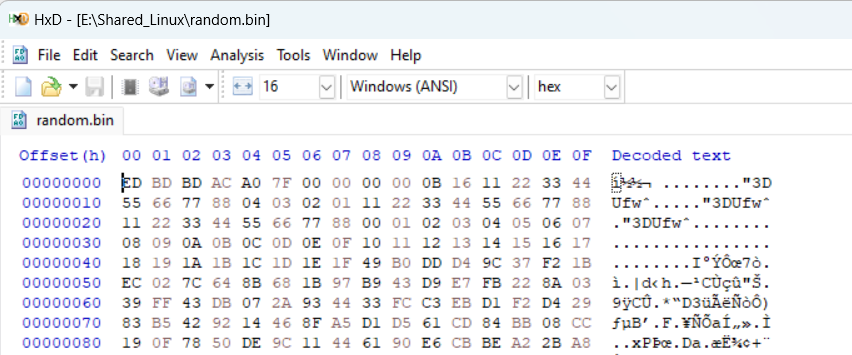 HxD - [E:\Shared_Linux\random.bin]
File Edit Search View Analysis Tools Window Help
16 Windows (ANSI) hex
random.bin
Offset(h) 00 01 02 03 04 05 06 07 08 09 0A 0B 0C 0D 0E 0F Decoded text
00000000 ED BD BD AC A0 7F 00 00 00 00 0B 16 11 22 33 44 í½½¬ ........."3D
00000010 55 66 77 88 04 03 02 01 11 22 33 44 55 66 77 88 Ufwˆ....."3DUfwˆ
00000020 11 22 33 44 55 66 77 88 00 01 02 03 04 05 06 07 ."3DUfwˆ........
00000030 08 09 0A 0B 0C 0D 0E 0F 10 11 12 13 14 15 16 17 ................
00000040 18 19 1A 1B 1C 1D 1E 1F 49 B0 DD D4 9C 37 F2 1B ........I°ÝÔœ7ò.
00000050 EC 02 7C 64 8B 68 1B 97 B9 43 D9 E7 FB 22 8A 03 ì.|d‹h.—¹CÙçû"Š.
00000060 39 FF 43 DB 07 2A 93 44 33 FC C3 EB D1 F2 D4 29 9ÿCÛ.*“D3üÃëÑòÔ)
00000070 83 B5 42 92 14 46 8F A5 D1 D5 61 CD 84 BB 08 CC ƒµB’.F.¥ÑÕaÍ„».Ì
00000080 19 0F 78 50 DE 9C 11 44 61 90 E6 CB BE A2 2B A8 ..xPÞœ.Da.æË¾¢+¨